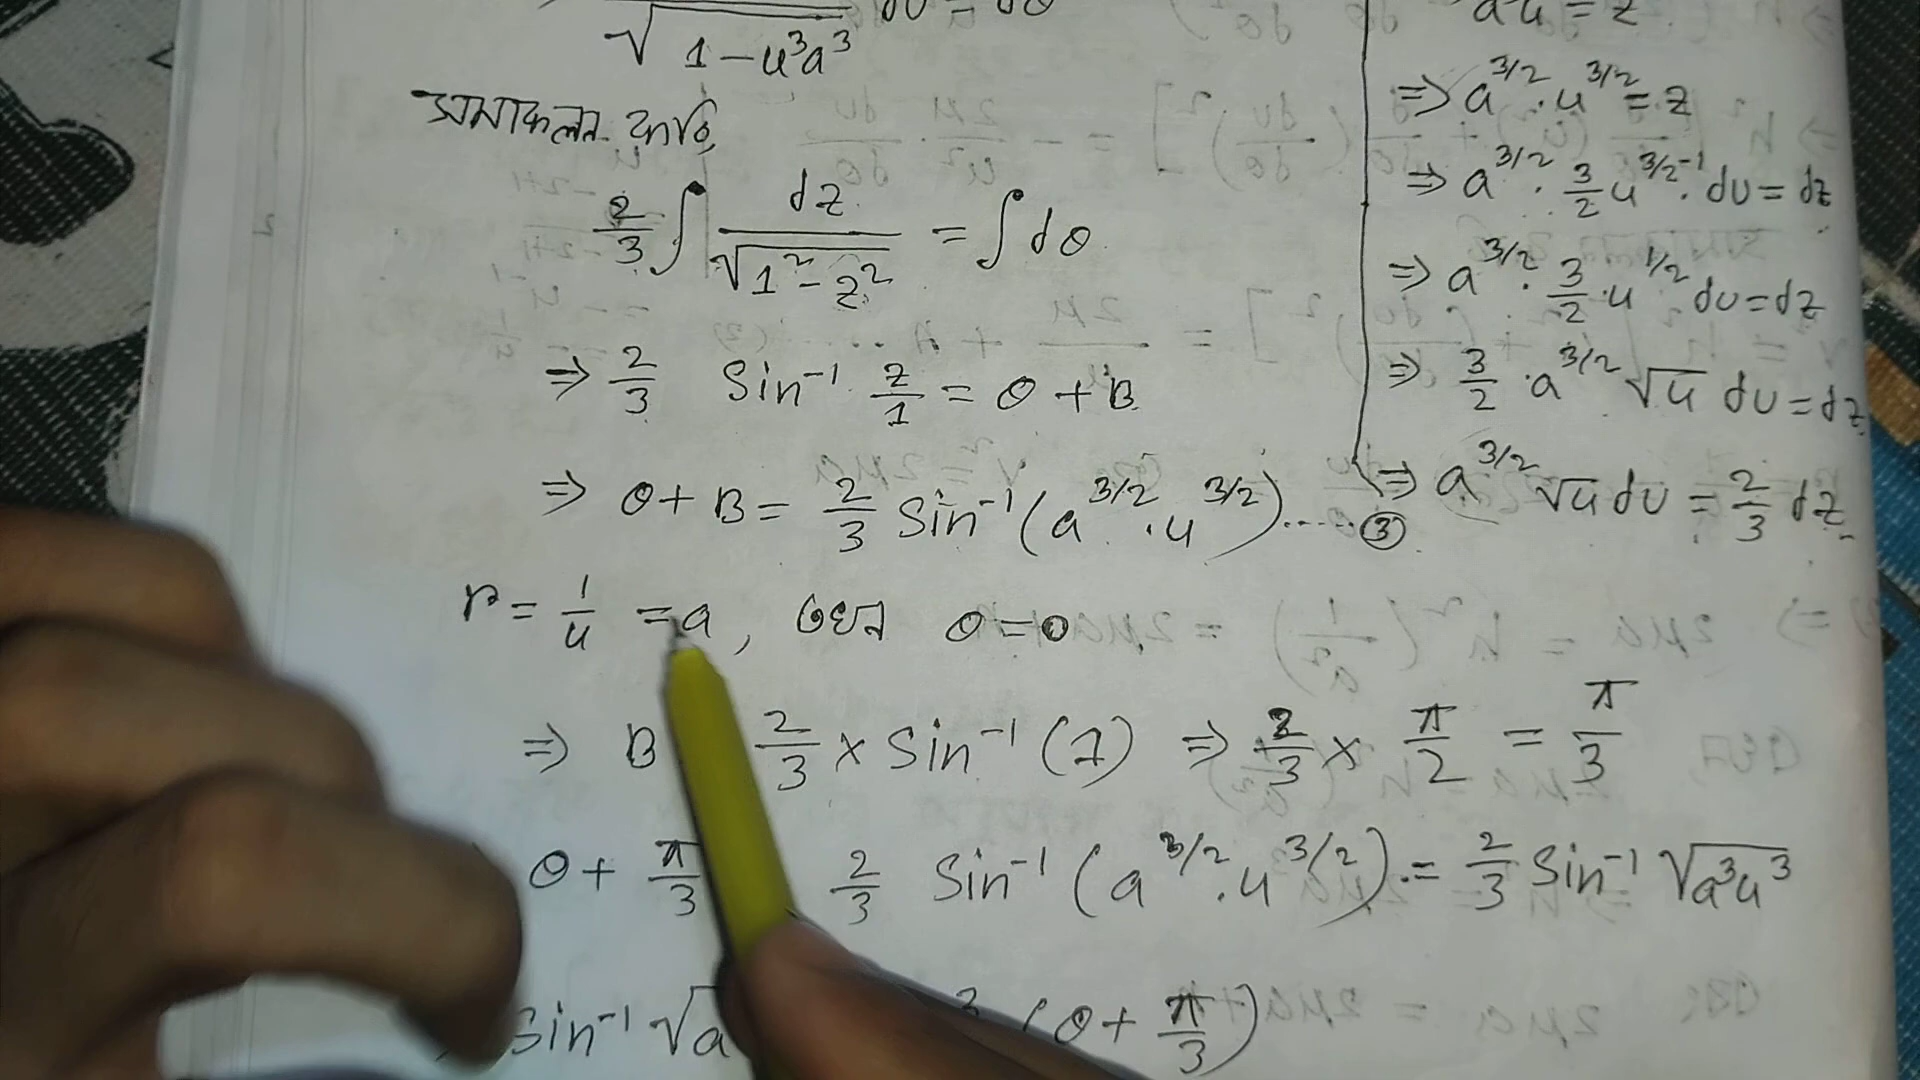 √(1-u³a³) du = dθ
সমাকলন করি,
2/3 ∫ dz/√(1²-z²) = ∫dθ
⇒ 2/3 Sin⁻¹ z/1 = θ + B
⇒ θ + B = 2/3 Sin⁻¹(a^3/2 . u^3/2).....③
r = 1/u = a, তখন θ = 0
⇒ B 2/3 × Sin⁻¹(1) ⇒ 2/3 × π/2 = π/3
θ + π/3 2/3 Sin⁻¹(a^3/2 . u^3/2) = 2/3 Sin⁻¹ √a³u³
Sin⁻¹ √a (θ + π/3)
au = z
⇒ a^3/2 . u^3/2 = z
⇒ a^3/2 . 3/2 u^3/2-1 . du = dz
⇒ a^3/2 . 3/2 . u^1/2 du = dz
⇒ 3/2 . a^3/2 √u du = dz
⇒ a^3/2 √u du = 2/3 dz